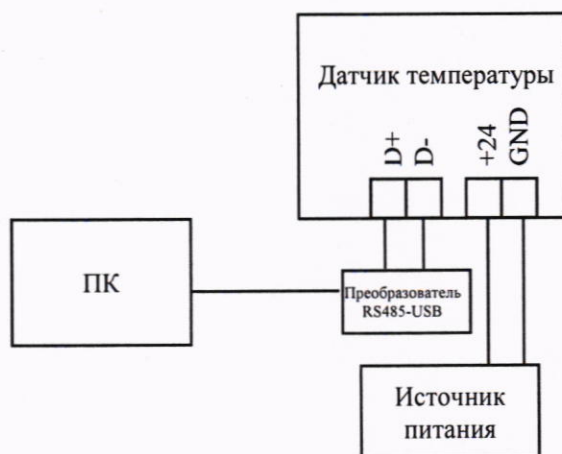 Датчик температуры
D+
D-
+24
GND
ПК
Преобразователь
RS485-USB
Источник
питания